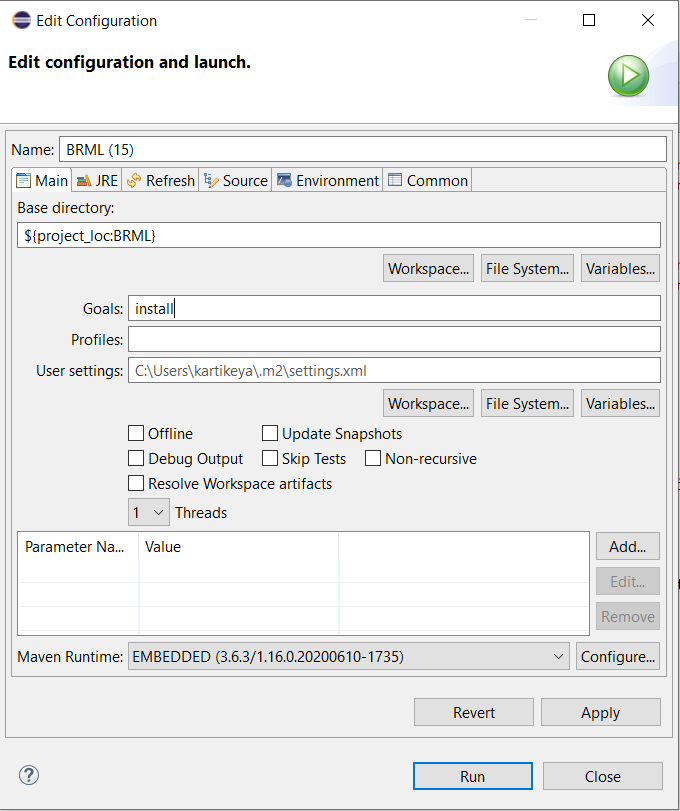 Edit Configuration
Edit configuration and launch.
Name: BRML (15)
Main JRE Refresh Source Environment Common
Base directory:
${project_loc:BRML}
Workspace... File System... Variables...
Goals: install
Profiles:
User settings: C:\Users\kartikeya\.m2\settings.xml
Workspace... File System... Variables...
Offline Update Snapshots
Debug Output Skip Tests Non-recursive
Resolve Workspace artifacts
1 Threads
Parameter Na... Value Add...
Edit...
Remove
Maven Runtime: EMBEDDED (3.6.3/1.16.0.20200610-1735) Configure...
Revert Apply
? Run Close